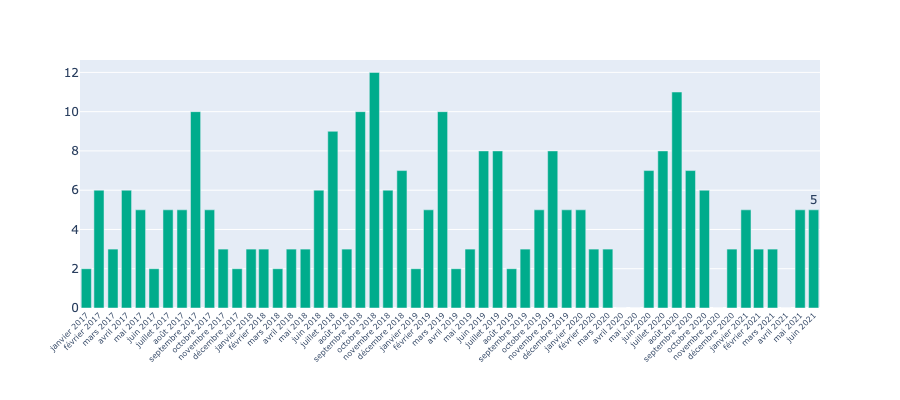 12
10
8
6
4
2
0
5
janvier 2017
février 2017
mars 2017
avril 2017
mai 2017
juin 2017
juillet 2017
août 2017
septembre 2017
octobre 2017
novembre 2017
décembre 2017
janvier 2018
février 2018
mars 2018
avril 2018
mai 2018
juin 2018
juillet 2018
août 2018
septembre 2018
octobre 2018
novembre 2018
décembre 2018
janvier 2019
février 2019
mars 2019
avril 2019
mai 2019
juin 2019
juillet 2019
août 2019
septembre 2019
octobre 2019
novembre 2019
décembre 2019
janvier 2020
février 2020
mars 2020
avril 2020
mai 2020
juin 2020
juillet 2020
août 2020
septembre 2020
octobre 2020
novembre 2020
décembre 2020
janvier 2021
février 2021
mars 2021
avril 2021
mai 2021
juin 2021